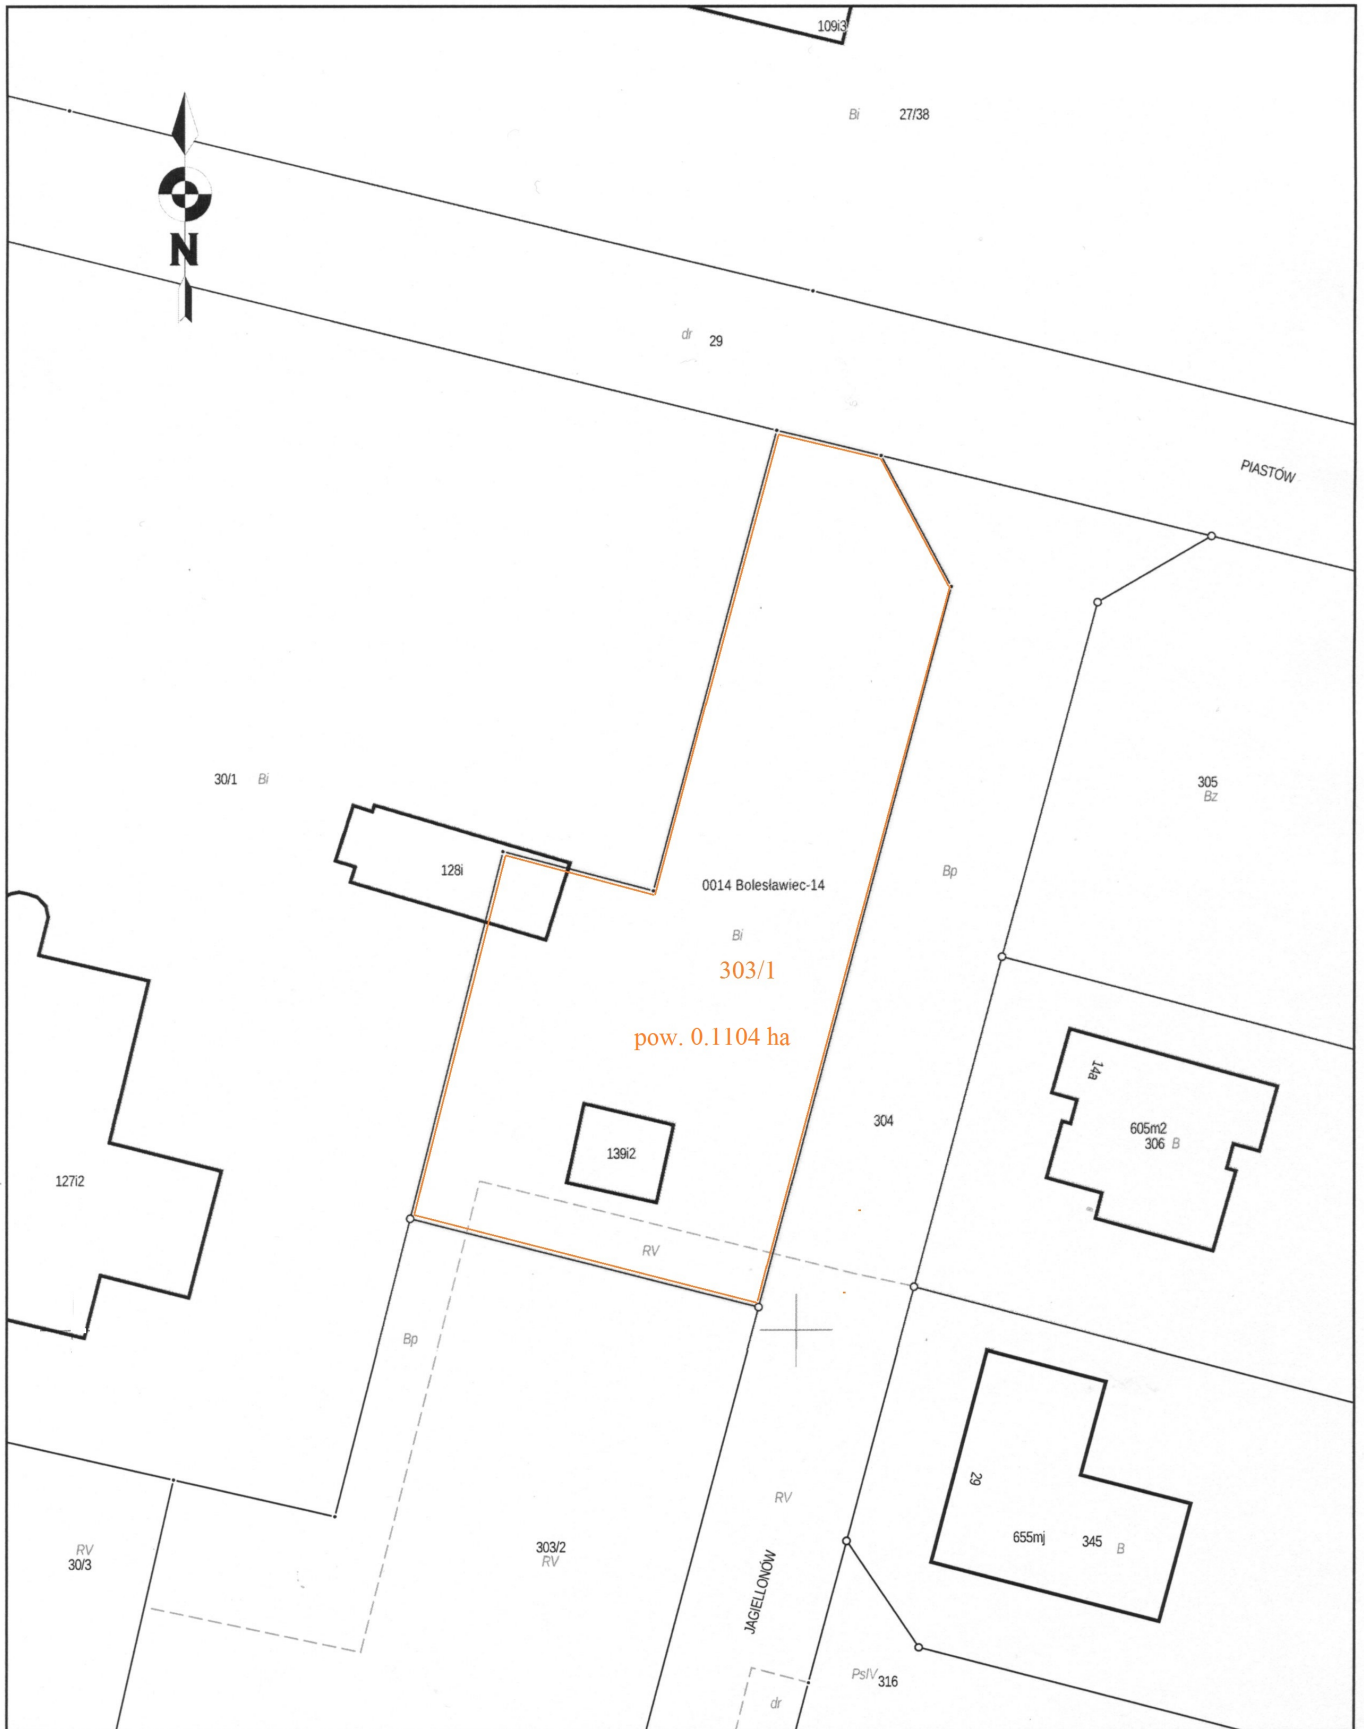 109i3
Bi 27/38
N
dr 29
PIASTÓW
30/1 Bi
305
Bz
128i
0014 Bolesławiec-14
Bp
Bi
303/1
pow. 0.1104 ha
14a
304
605m2
306 B
139i2
127i2
RV
Bp
29
RV
655mj 345 B
RV
30/3
303/2
RV
JAGIELLONÓW
PsIV 316
dr